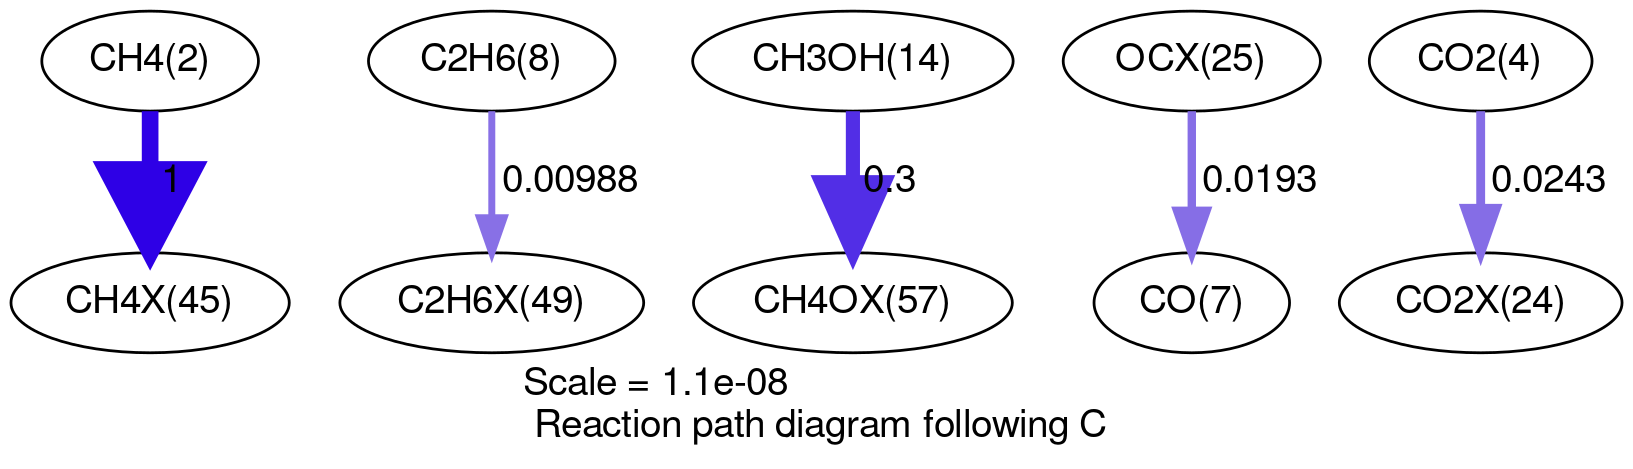 CH4(2)
C2H6(8)
CH3OH(14)
OCX(25)
CO2(4)
1
0.00988
0.3
0.0193
0.0243
CH4X(45)
C2H6X(49)
CH4OX(57)
CO(7)
CO2X(24)
Scale = 1.1e-08
Reaction path diagram following C